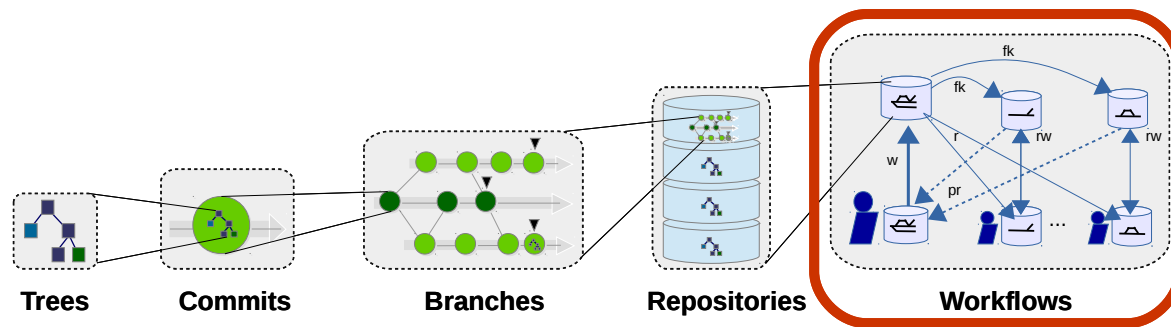 fk
fk
r
rw
rw
w
pr
...
Trees
Commits
Branches
Repositories
Workflows